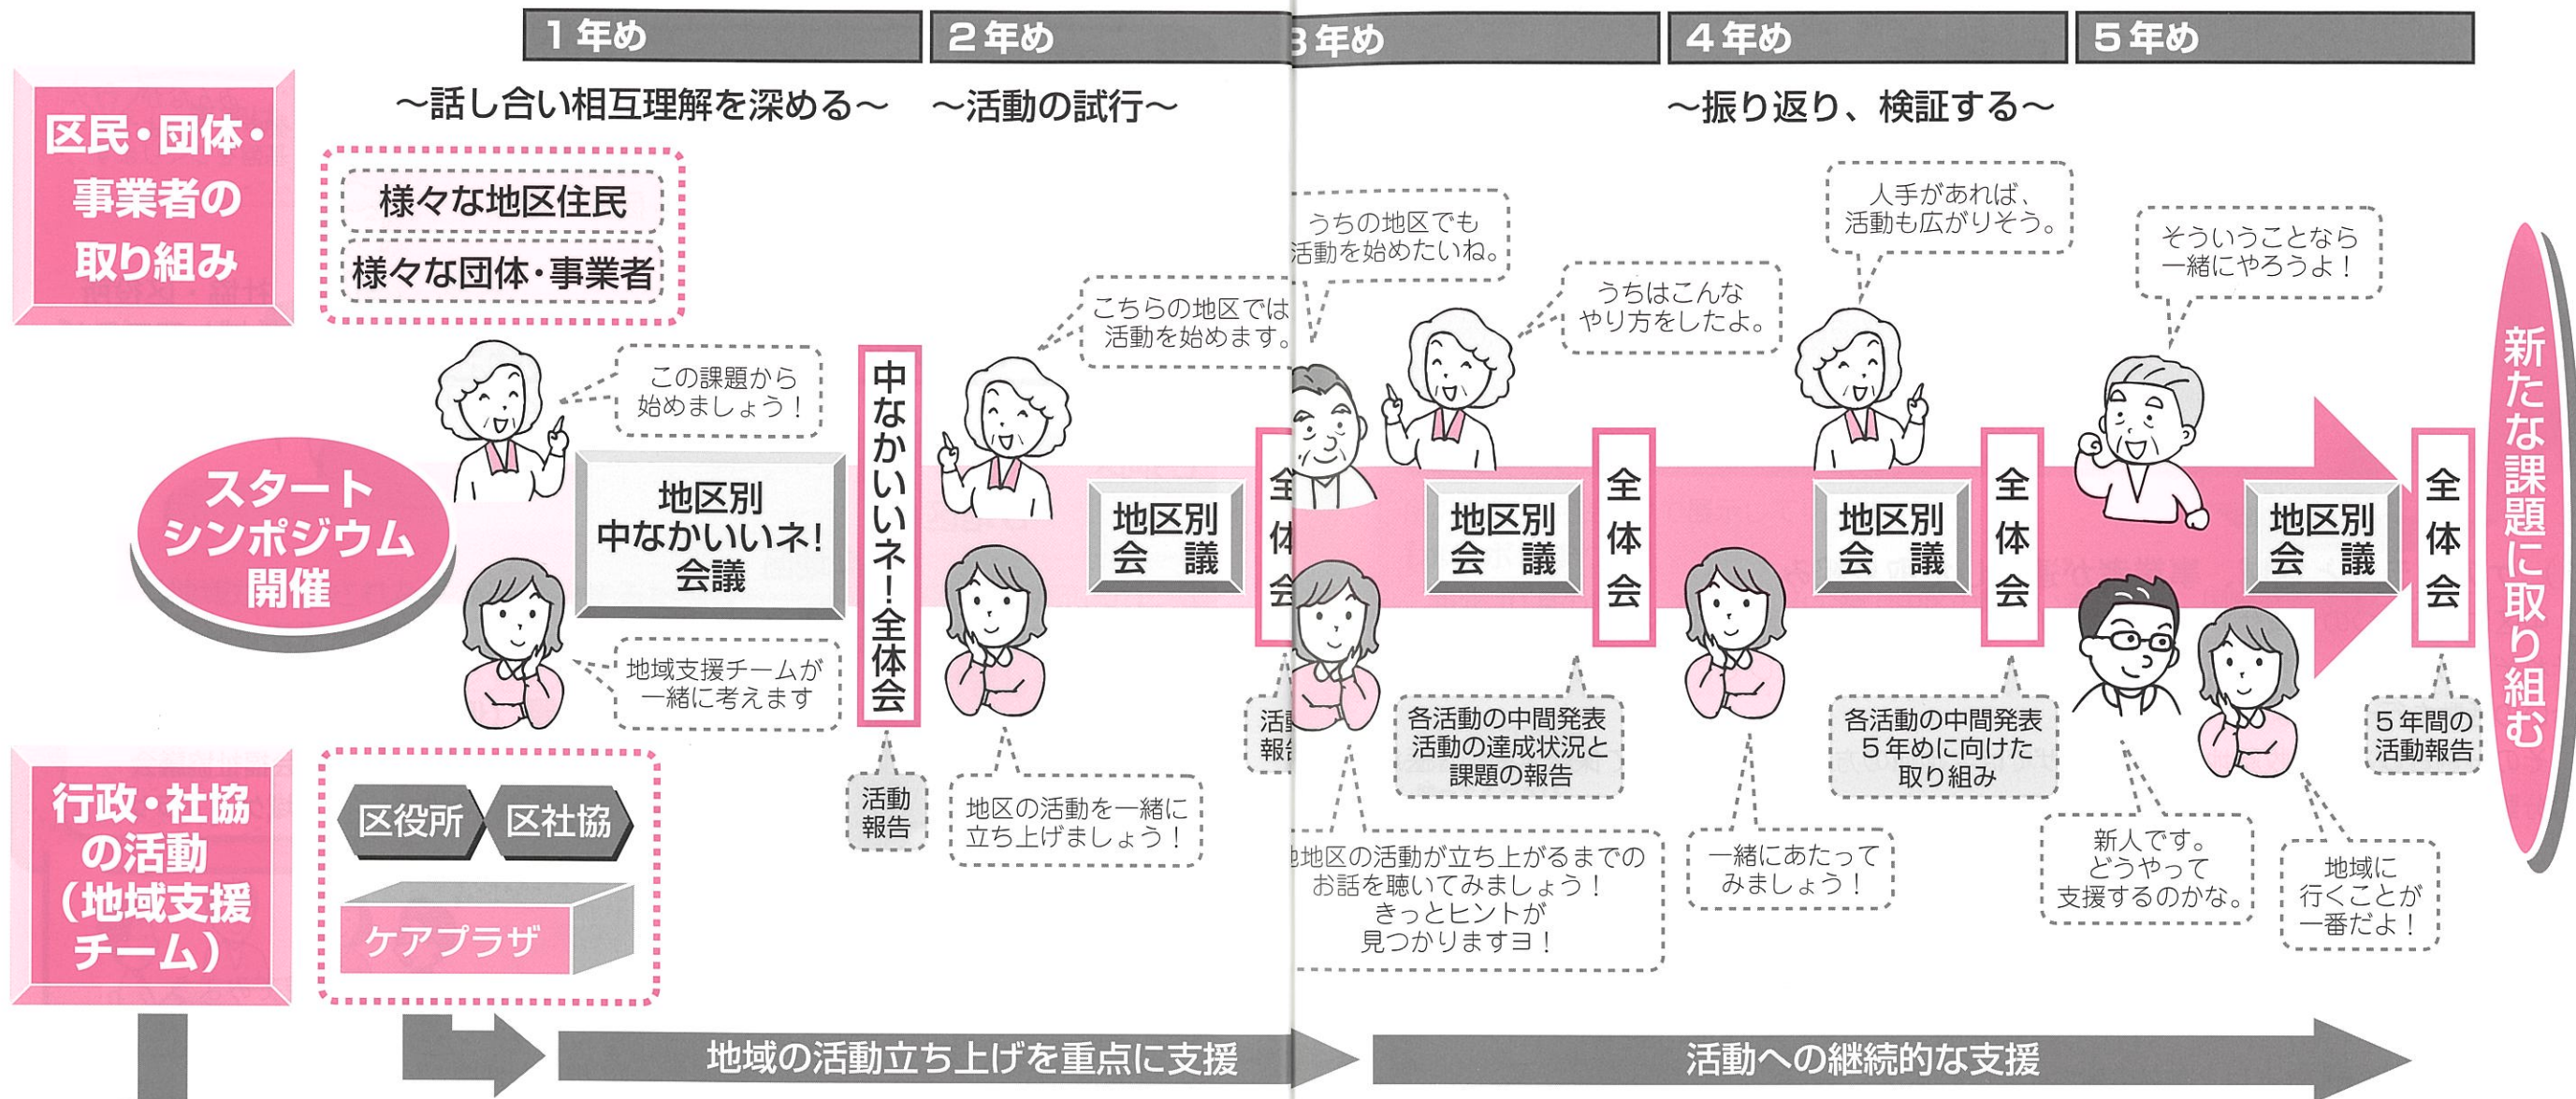 1年め
2年め
3年め
4年め
5年め
～話し合い相互理解を深める～
～活動の試行～
～振り返り、検証する～
区民・団体・
事業者の
取り組み
様々な地区住民
様々な団体・事業者
この課題から
始めましょう！
こちらの地区では
活動を始めます。
うちの地区でも
活動を始めたいね。
うちはこんな
やり方をしたよ。
人手があれば、
活動も広がりそう。
そういうことなら
一緒にやろうよ！
スタート
シンポジウム
開催
地区別
中なかいいネ！
会議
中なかいいネ！全体会
地区別
会　議
全体会
地区別
会　議
全体会
地区別
会　議
全体会
地区別
会　議
全体会
新たな課題に取り組む
地域支援チームが
一緒に考えます
活動
報告
地区の活動を一緒に
立ち上げましょう！
活動
報告
各活動の中間発表
活動の達成状況と
課題の報告
地区の活動が立ち上がるまでの
お話を聴いてみましょう！
きっとヒントが
見つかりますヨ！
一緒にあたって
みましょう！
各活動の中間発表
5年めに向けた
取り組み
新人です。
どうやって
支援するのかな。
地域に
行くことが
一番だよ！
5年間の
活動報告
行政・社協
の活動
（地域支援
チーム）
区役所
区社協
ケアプラザ
地域の活動立ち上げを重点に支援
活動への継続的な支援